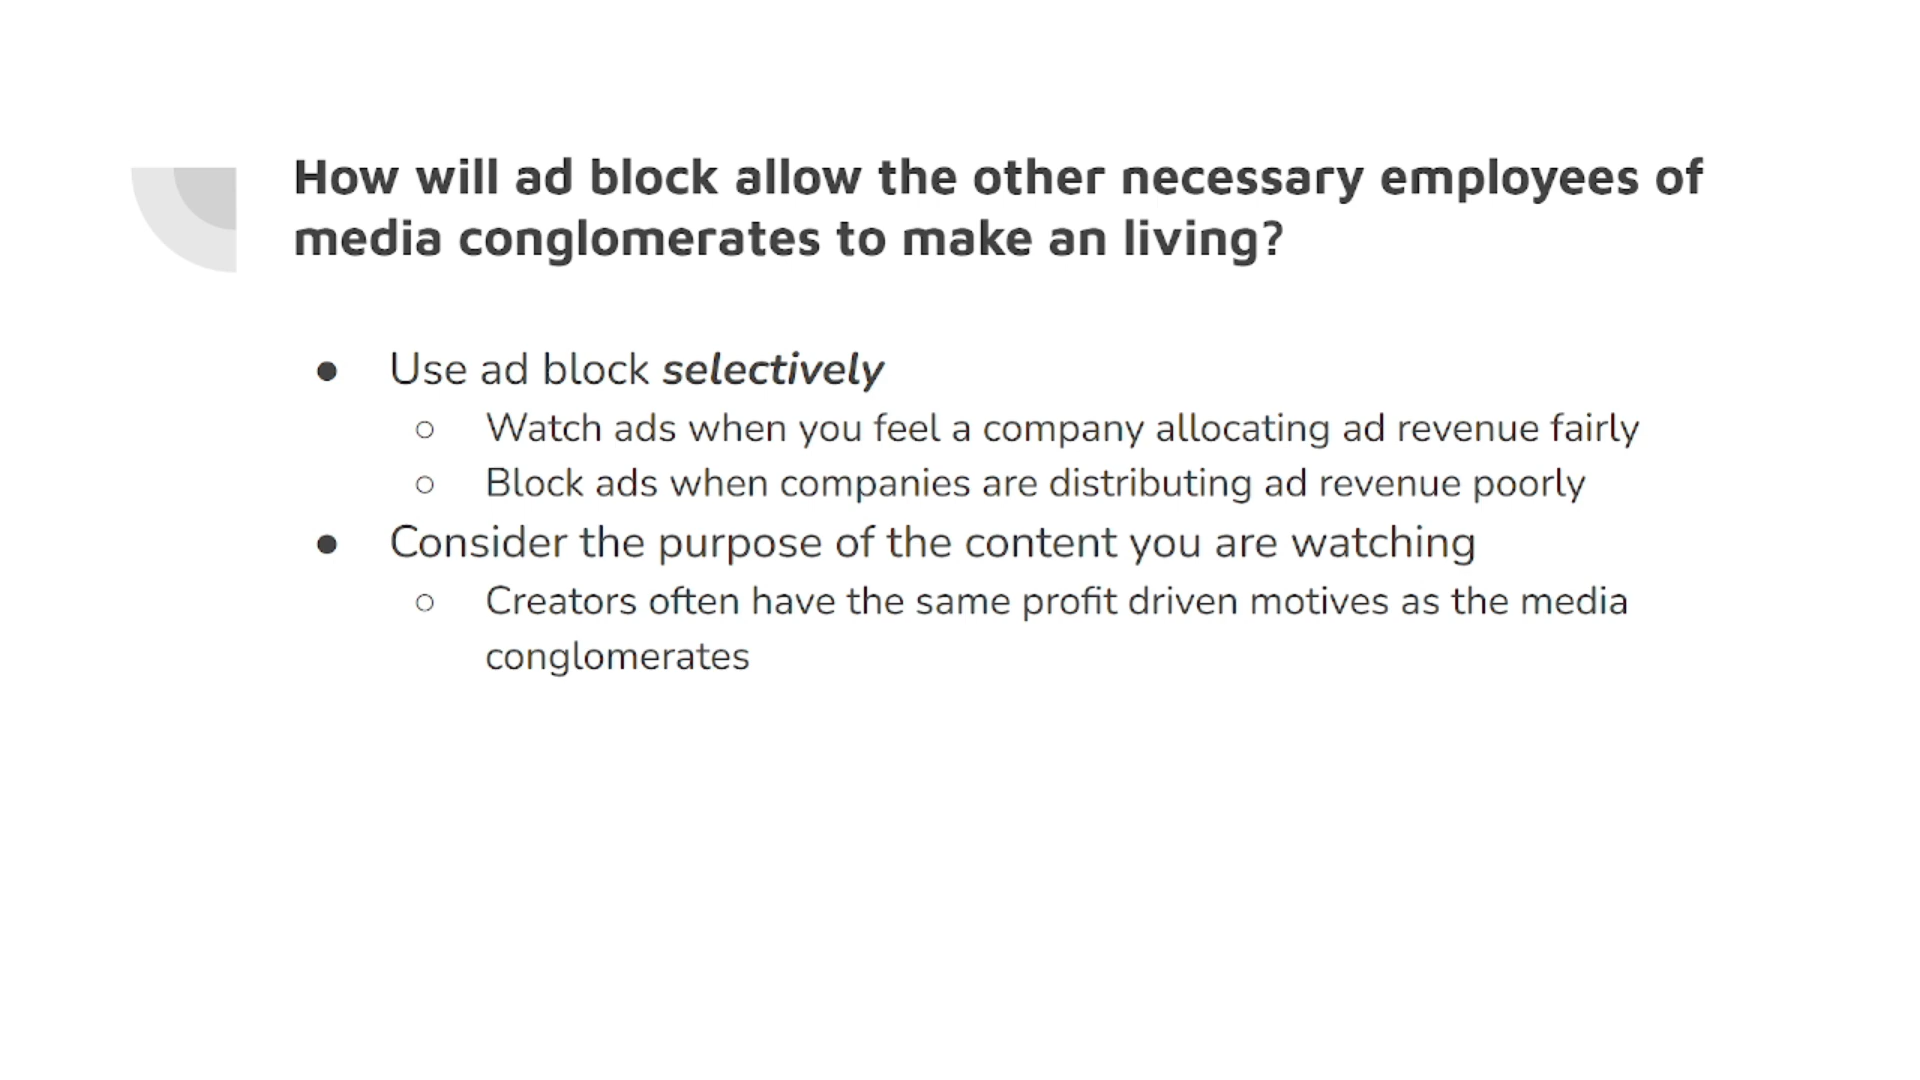 How will ad block allow the other necessary employees of
media conglomerates to make an living?
● Use ad block selectively
○ Watch ads when you feel a company allocating ad revenue fairly
○ Block ads when companies are distributing ad revenue poorly
● Consider the purpose of the content you are watching
○ Creators often have the same profit driven motives as the media
conglomerates